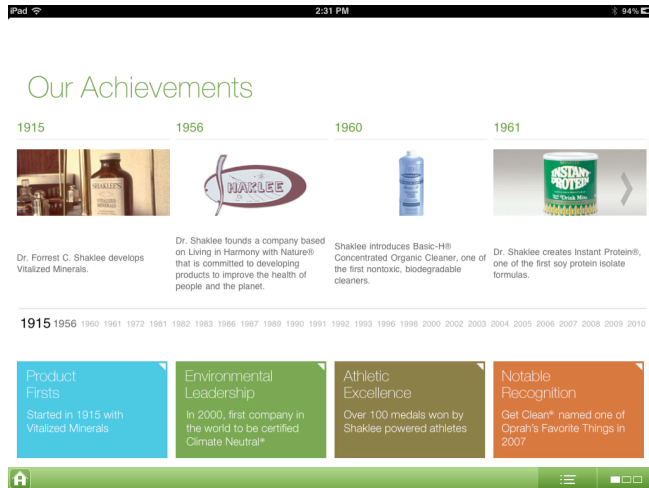 iPad
2:31 PM
94%
Our Achievements
1915
1956
1960
1961
SHAKLEE'S
VITALIZED
MINERALS
SHAKLEE
INSTANT
PROTEIN
Drink Mix
Dr. Forrest C. Shaklee develops
Vitalized Minerals.
Dr. Shaklee founds a company based
on Living in Harmony with Nature®
that is committed to developing
products to improve the health of
people and the planet.
Shaklee introduces Basic-H®
Concentrated Organic Cleaner, one of
the first nontoxic, biodegradable
cleaners.
Dr. Shaklee creates Instant Protein®,
one of the first soy protein isolate
formulas.
1915 1956 1960 1961 1972 1981 1982 1983 1986 1987 1989 1990 1991 1992 1993 1996 1998 2000 2002 2003 2004 2005 2006 2007 2008 2009 2010
Product
Firsts
Started in 1915 with
Vitalized Minerals
Environmental
Leadership
In 2000, first company in
the world to be certified
Climate Neutral®
Athletic
Excellence
Over 100 medals won by
Shaklee powered athletes
Notable
Recognition
Get Clean® named one of
Oprah's Favorite Things in
2007